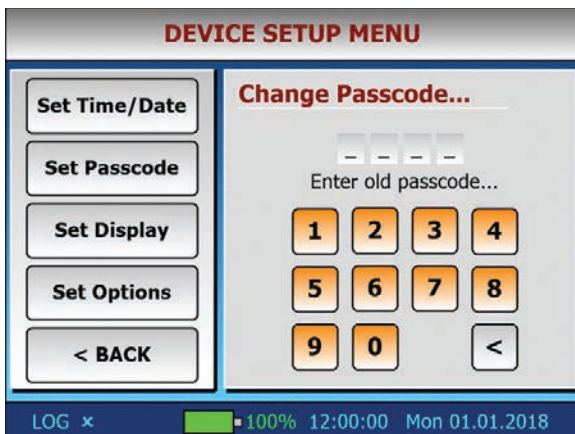 DEVICE SETUP MENU
Set Time/Date
Set Passcode
Set Display
Set Options
< BACK
Change Passcode...
_ _ _ _
Enter old passcode...
1 2 3 4
5 6 7 8
9 0 <
LOG × 100% 12:00:00 Mon 01.01.2018